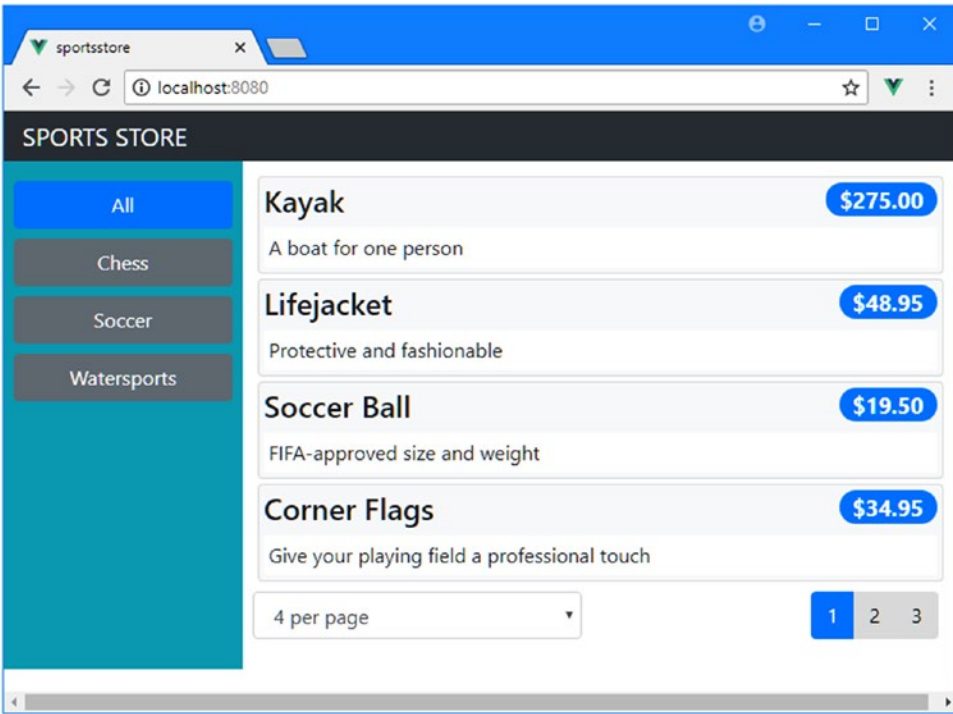 sportsstore
localhost:8080
SPORTS STORE
All
Chess
Soccer
Watersports
Kayak $275.00
A boat for one person
Lifejacket $48.95
Protective and fashionable
Soccer Ball $19.50
FIFA-approved size and weight
Corner Flags $34.95
Give your playing field a professional touch
4 per page 1 2 3